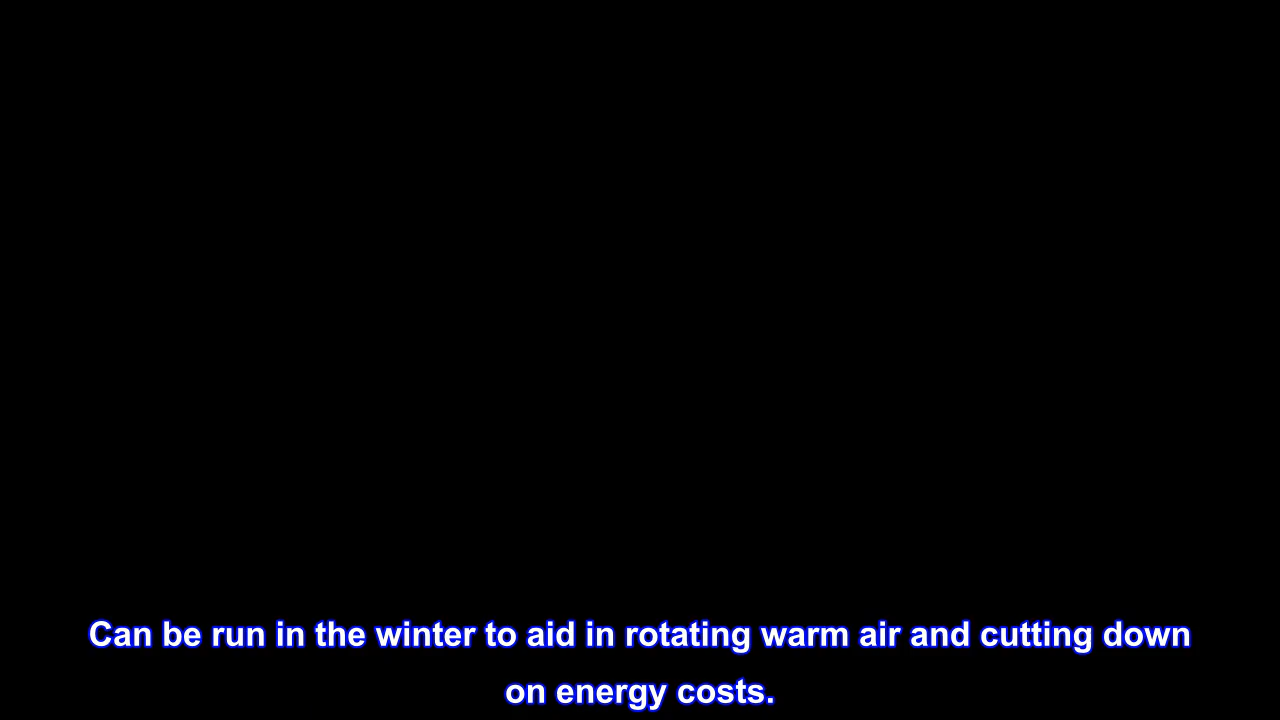 Can be run in the winter to aid in rotating warm air and cutting down
on energy costs.